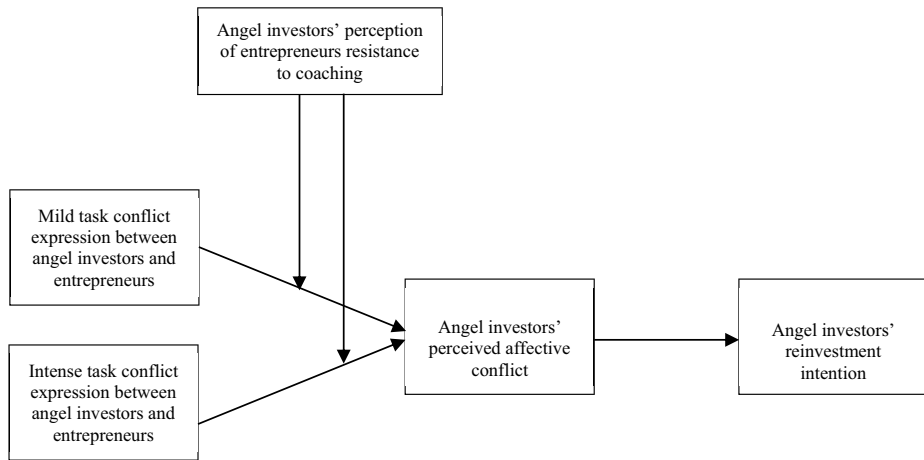 Angel investors’ perception
of entrepreneurs resistance
to coaching
Mild task conflict
expression between
angel investors and
entrepreneurs
Intense task conflict
expression between
angel investors and
entrepreneurs
Angel investors’
perceived affective
conflict
Angel investors’
reinvestment
intention